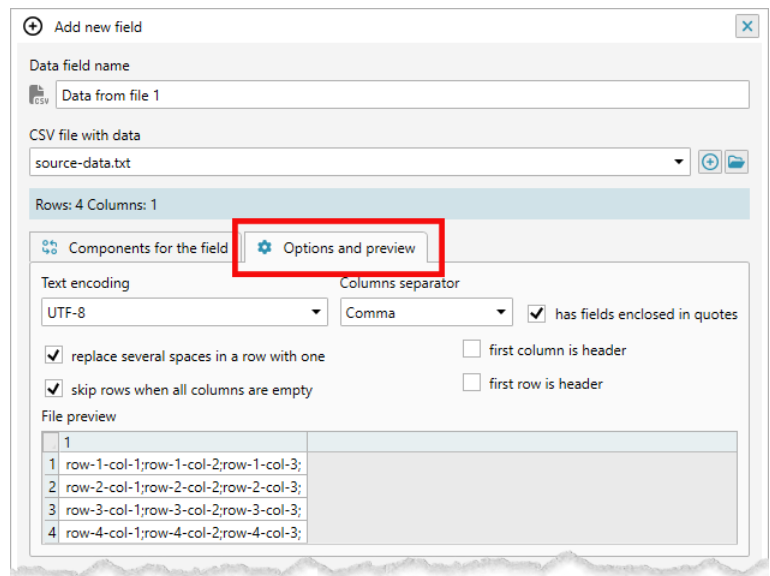 Add new field
Data field name
CSV Data from file 1
CSV file with data
source-data.txt
Rows: 4 Columns: 1
Components for the field Options and preview
Text encoding Columns separator
UTF-8 Comma has fields enclosed in quotes
replace several spaces in a row with one first column is header
skip rows when all columns are empty first row is header
File preview
1
1 row-1-col-1;row-1-col-2;row-1-col-3;
2 row-2-col-1;row-2-col-2;row-2-col-3;
3 row-3-col-1;row-3-col-2;row-3-col-3;
4 row-4-col-1;row-4-col-2;row-4-col-3;